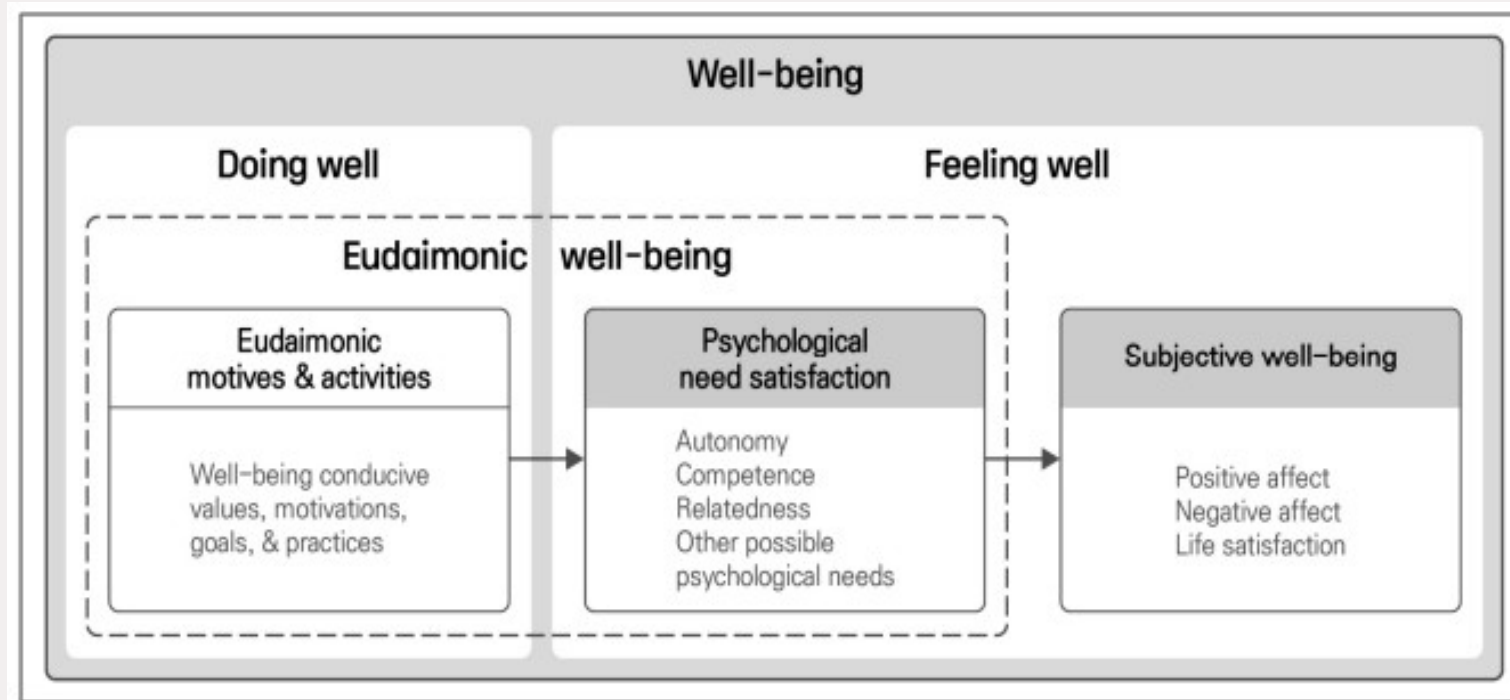 Well-being
Doing well
Feeling well
Eudaimonic well-being
Eudaimonic
motives & activities
Well-being conducive
values, motivations,
goals, & practices
Psychological
need satisfaction
Autonomy
Competence
Relatedness
Other possible
psychological needs
Subjective well-being
Positive affect
Negative affect
Life satisfaction